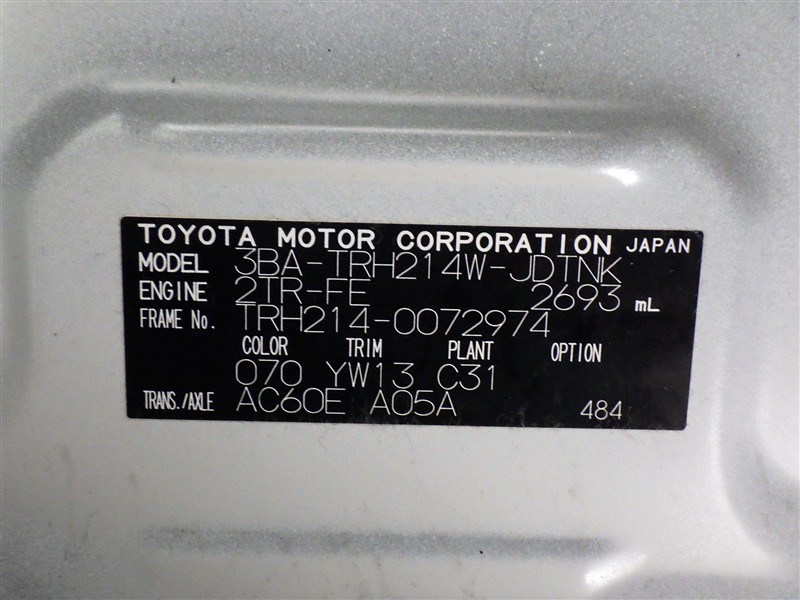 TOYOTA MOTOR CORPORATION JAPAN
MODEL 3BA-TRH214W-JDTNK
ENGINE 2TR-FE 2693 mL
FRAME No. TRH214-0072974
COLOR TRIM PLANT OPTION
070 YW13 C31
TRANS./AXLE AC60E A05A 484